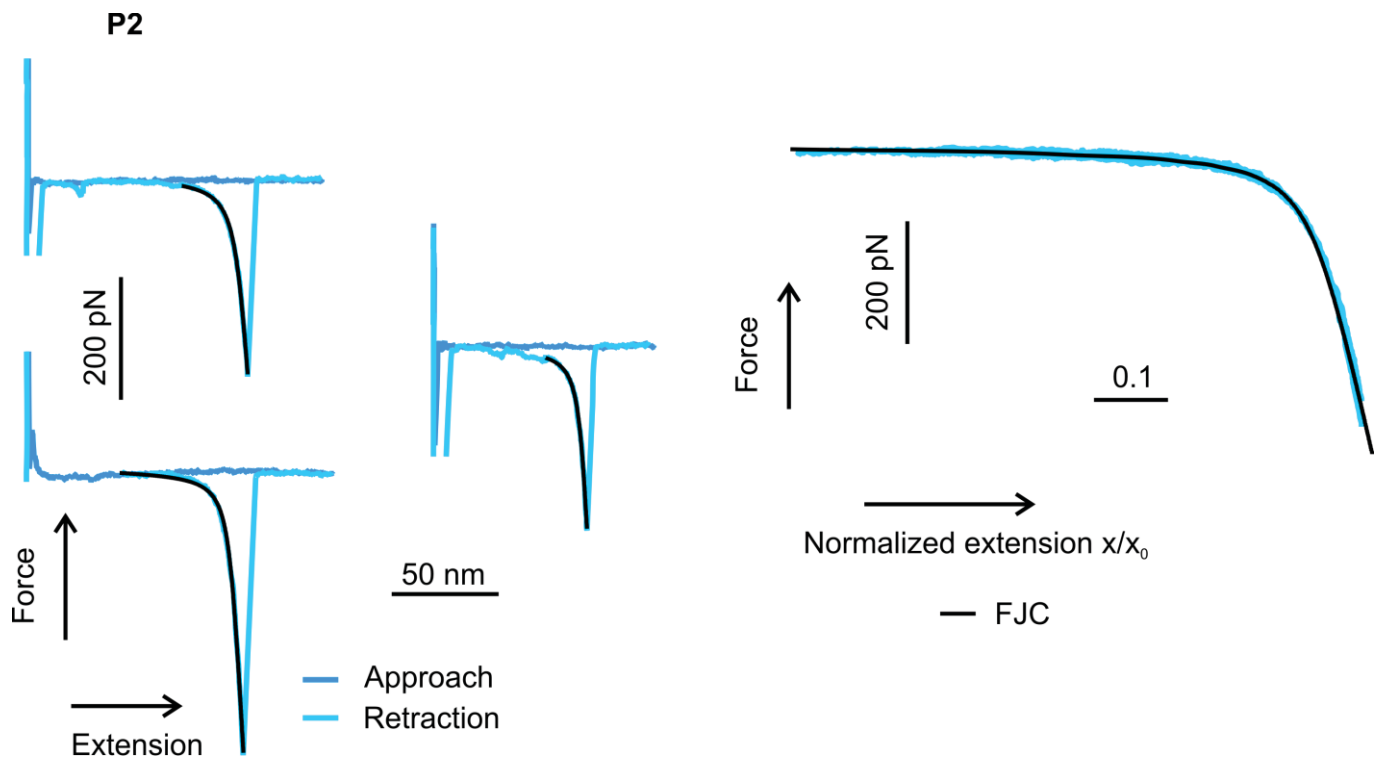 P2
200 pN
Force
Extension
50 nm
Approach
Retraction
Force
200 pN
0.1
Normalized extension x/x₀
FJC